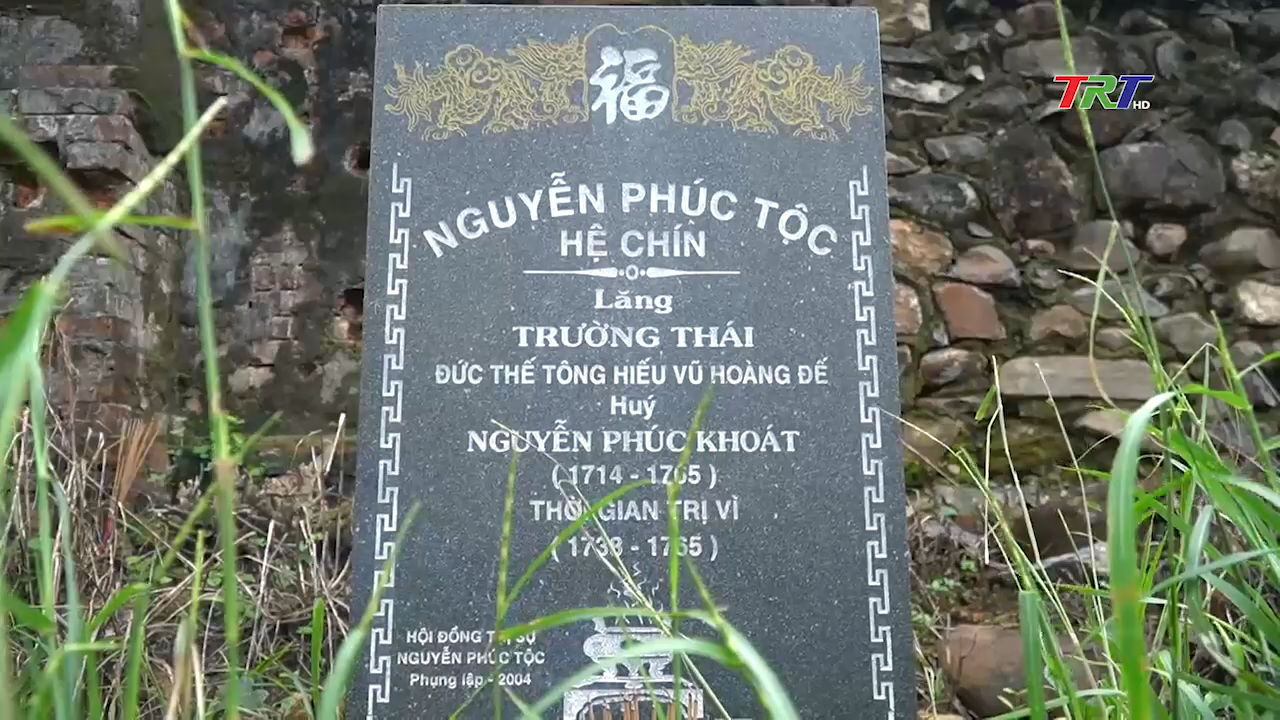 福
TRT HD
NGUYỄN PHÚC TỘC
HỆ CHÍN
Lăng
TRƯỜNG THÁI
ĐỨC THẾ TÔNG HIẾU VŨ HOÀNG ĐẾ
Huý
NGUYỄN PHÚC KHOÁT
( 1714 - 1765 )
THỜI GIAN TRỊ VÌ
( 1738 - 1765 )
HỘI ĐỒNG TRỊ SỰ
NGUYỄN PHÚC TỘC
Phụng lập - 2004